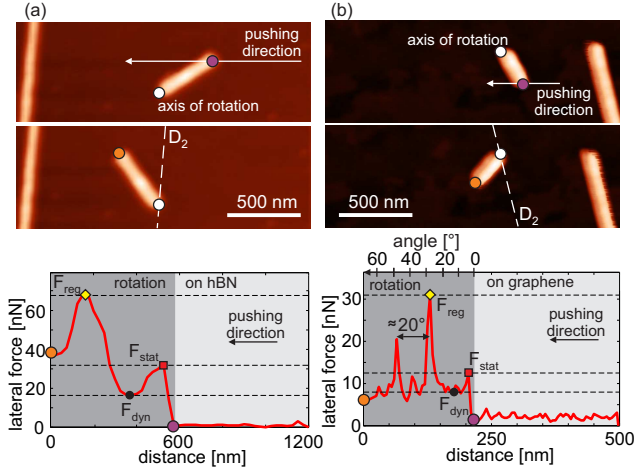 (a)
pushing
direction
axis of rotation
D2
500 nm
(b)
axis of rotation
pushing
direction
D2
500 nm
rotation
on hBN
Freg
pushing
direction
Fstat
Fdyn
lateral force [nN]
60
40
20
0
0
600
1200
distance [nm]
angle [°]
60
40
20
0
rotation
on graphene
Freg
≈20°
pushing
direction
Fstat
Fdyn
lateral force [nN]
30
20
10
0
0
250
500
distance [nm]